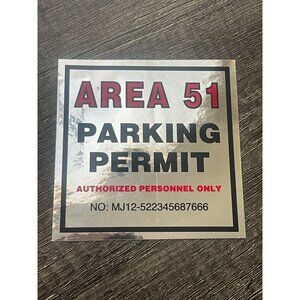 AREA 51
PARKING
PERMIT
AUTHORIZED PERSONNEL ONLY
NO: MJ12-522345687666